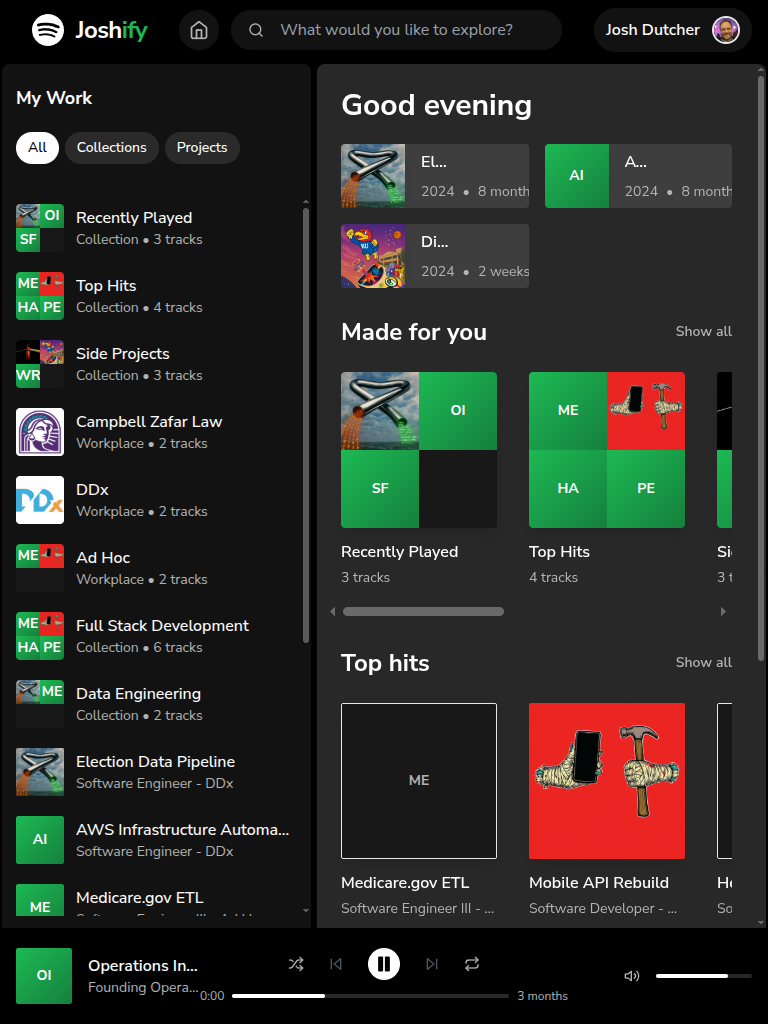 Joshify
What would you like to explore?
Josh Dutcher
My Work
All
Collections
Projects
OI
SF
Recently Played
Collection • 3 tracks
ME
HA PE
Top Hits
Collection • 4 tracks
WR
Side Projects
Collection • 3 tracks
Campbell Zafar Law
Workplace • 2 tracks
DDx
DDx
Workplace • 2 tracks
ME
Ad Hoc
Workplace • 2 tracks
ME
HA PE
Full Stack Development
Collection • 6 tracks
ME
Data Engineering
Collection • 2 tracks
Election Data Pipeline
Software Engineer - DDx
AI
AWS Infrastructure Automa...
Software Engineer - DDx
ME
Medicare.gov ETL
Good evening
El...
2024 • 8 month
AI
A...
2024 • 8 month
KU
Di...
2024 • 2 weeks
Made for you
Show all
OI
SF
Recently Played
3 tracks
ME
HA PE
Top Hits
4 tracks
Si
3 t
Top hits
Show all
ME
Medicare.gov ETL
Software Engineer III - ...
Mobile API Rebuild
Software Developer - ...
He
So
OI
Operations In...
Founding Opera...
0:00
3 months